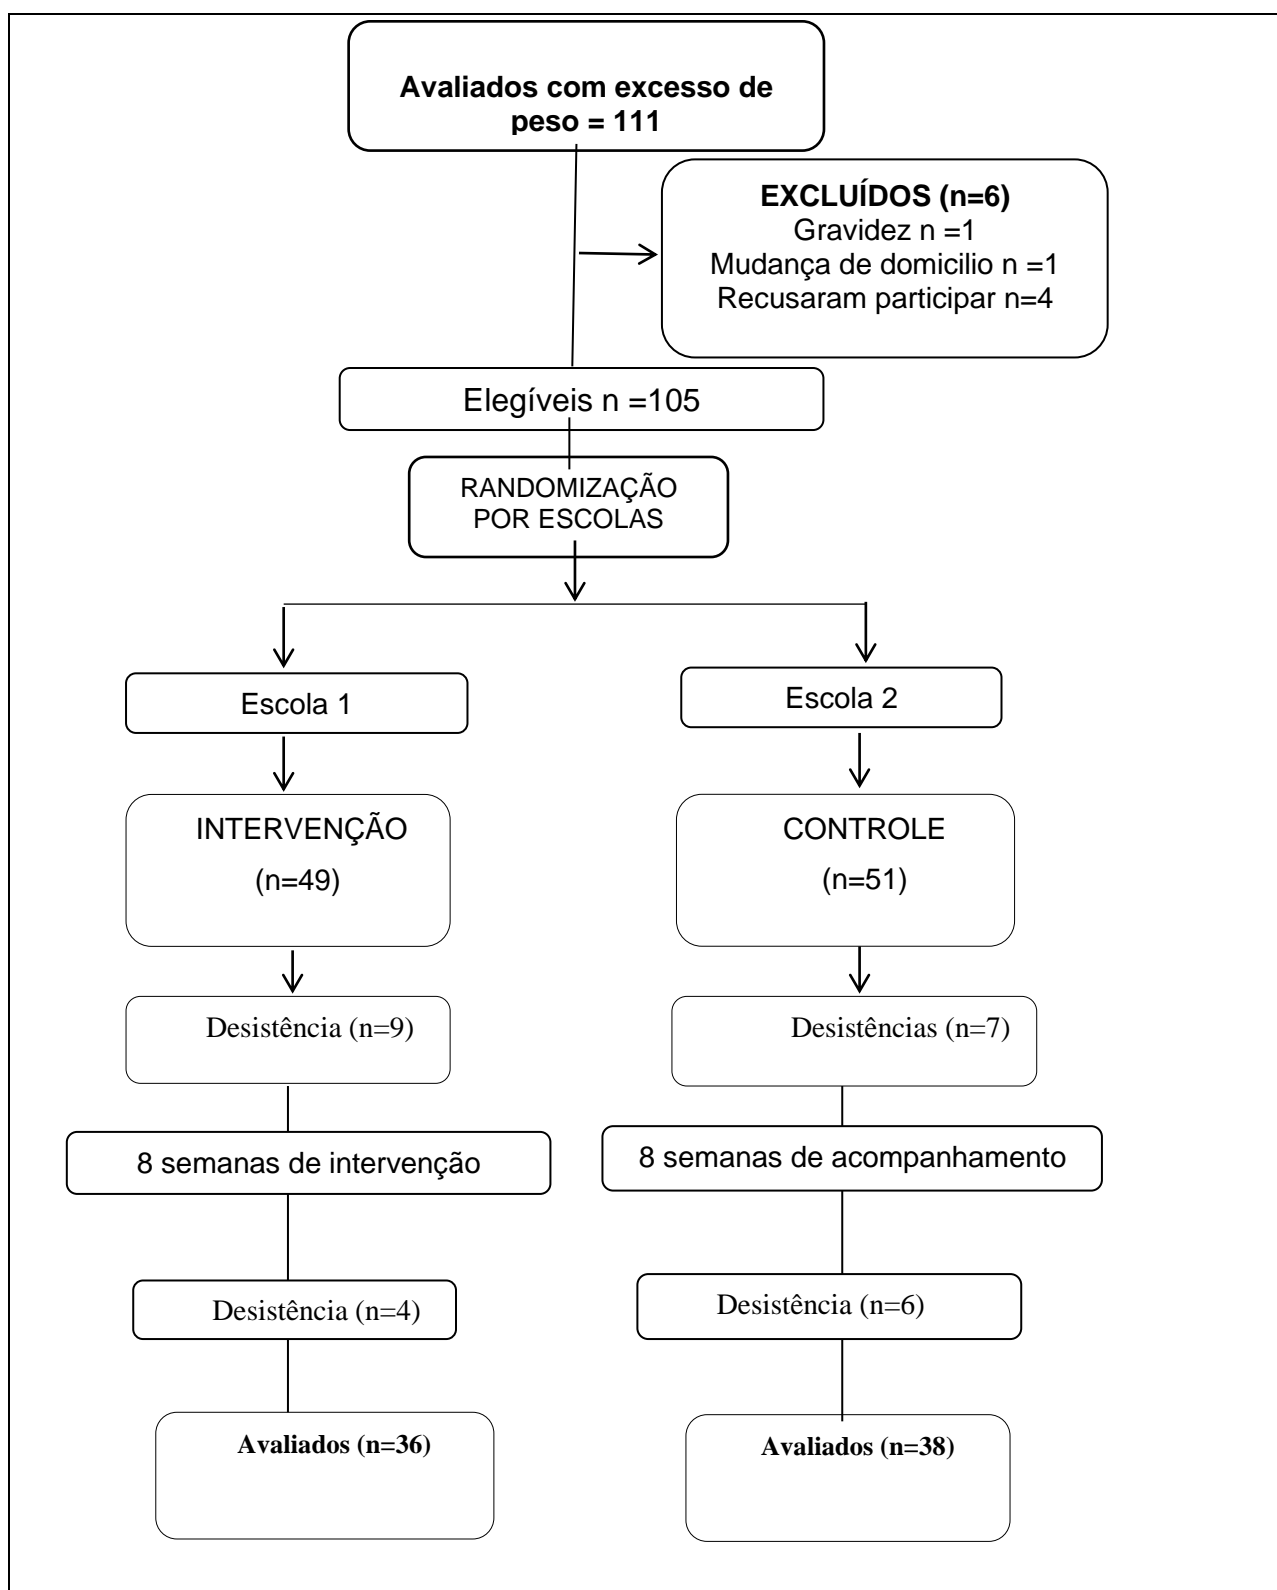 Avaliados com excesso de
peso = 111
EXCLUÍDOS (n=6)
Gravidez n =1
Mudança de domicilio n =1
Recusaram participar n=4
Elegíveis n =105
RANDOMIZAÇÃO
POR ESCOLAS
Escola 1
Escola 2
INTERVENÇÃO
(n=49)
CONTROLE
(n=51)
Desistência (n=9)
Desistências (n=7)
8 semanas de intervenção
8 semanas de acompanhamento
Desistência (n=4)
Desistência (n=6)
Avaliados (n=36)
Avaliados (n=38)